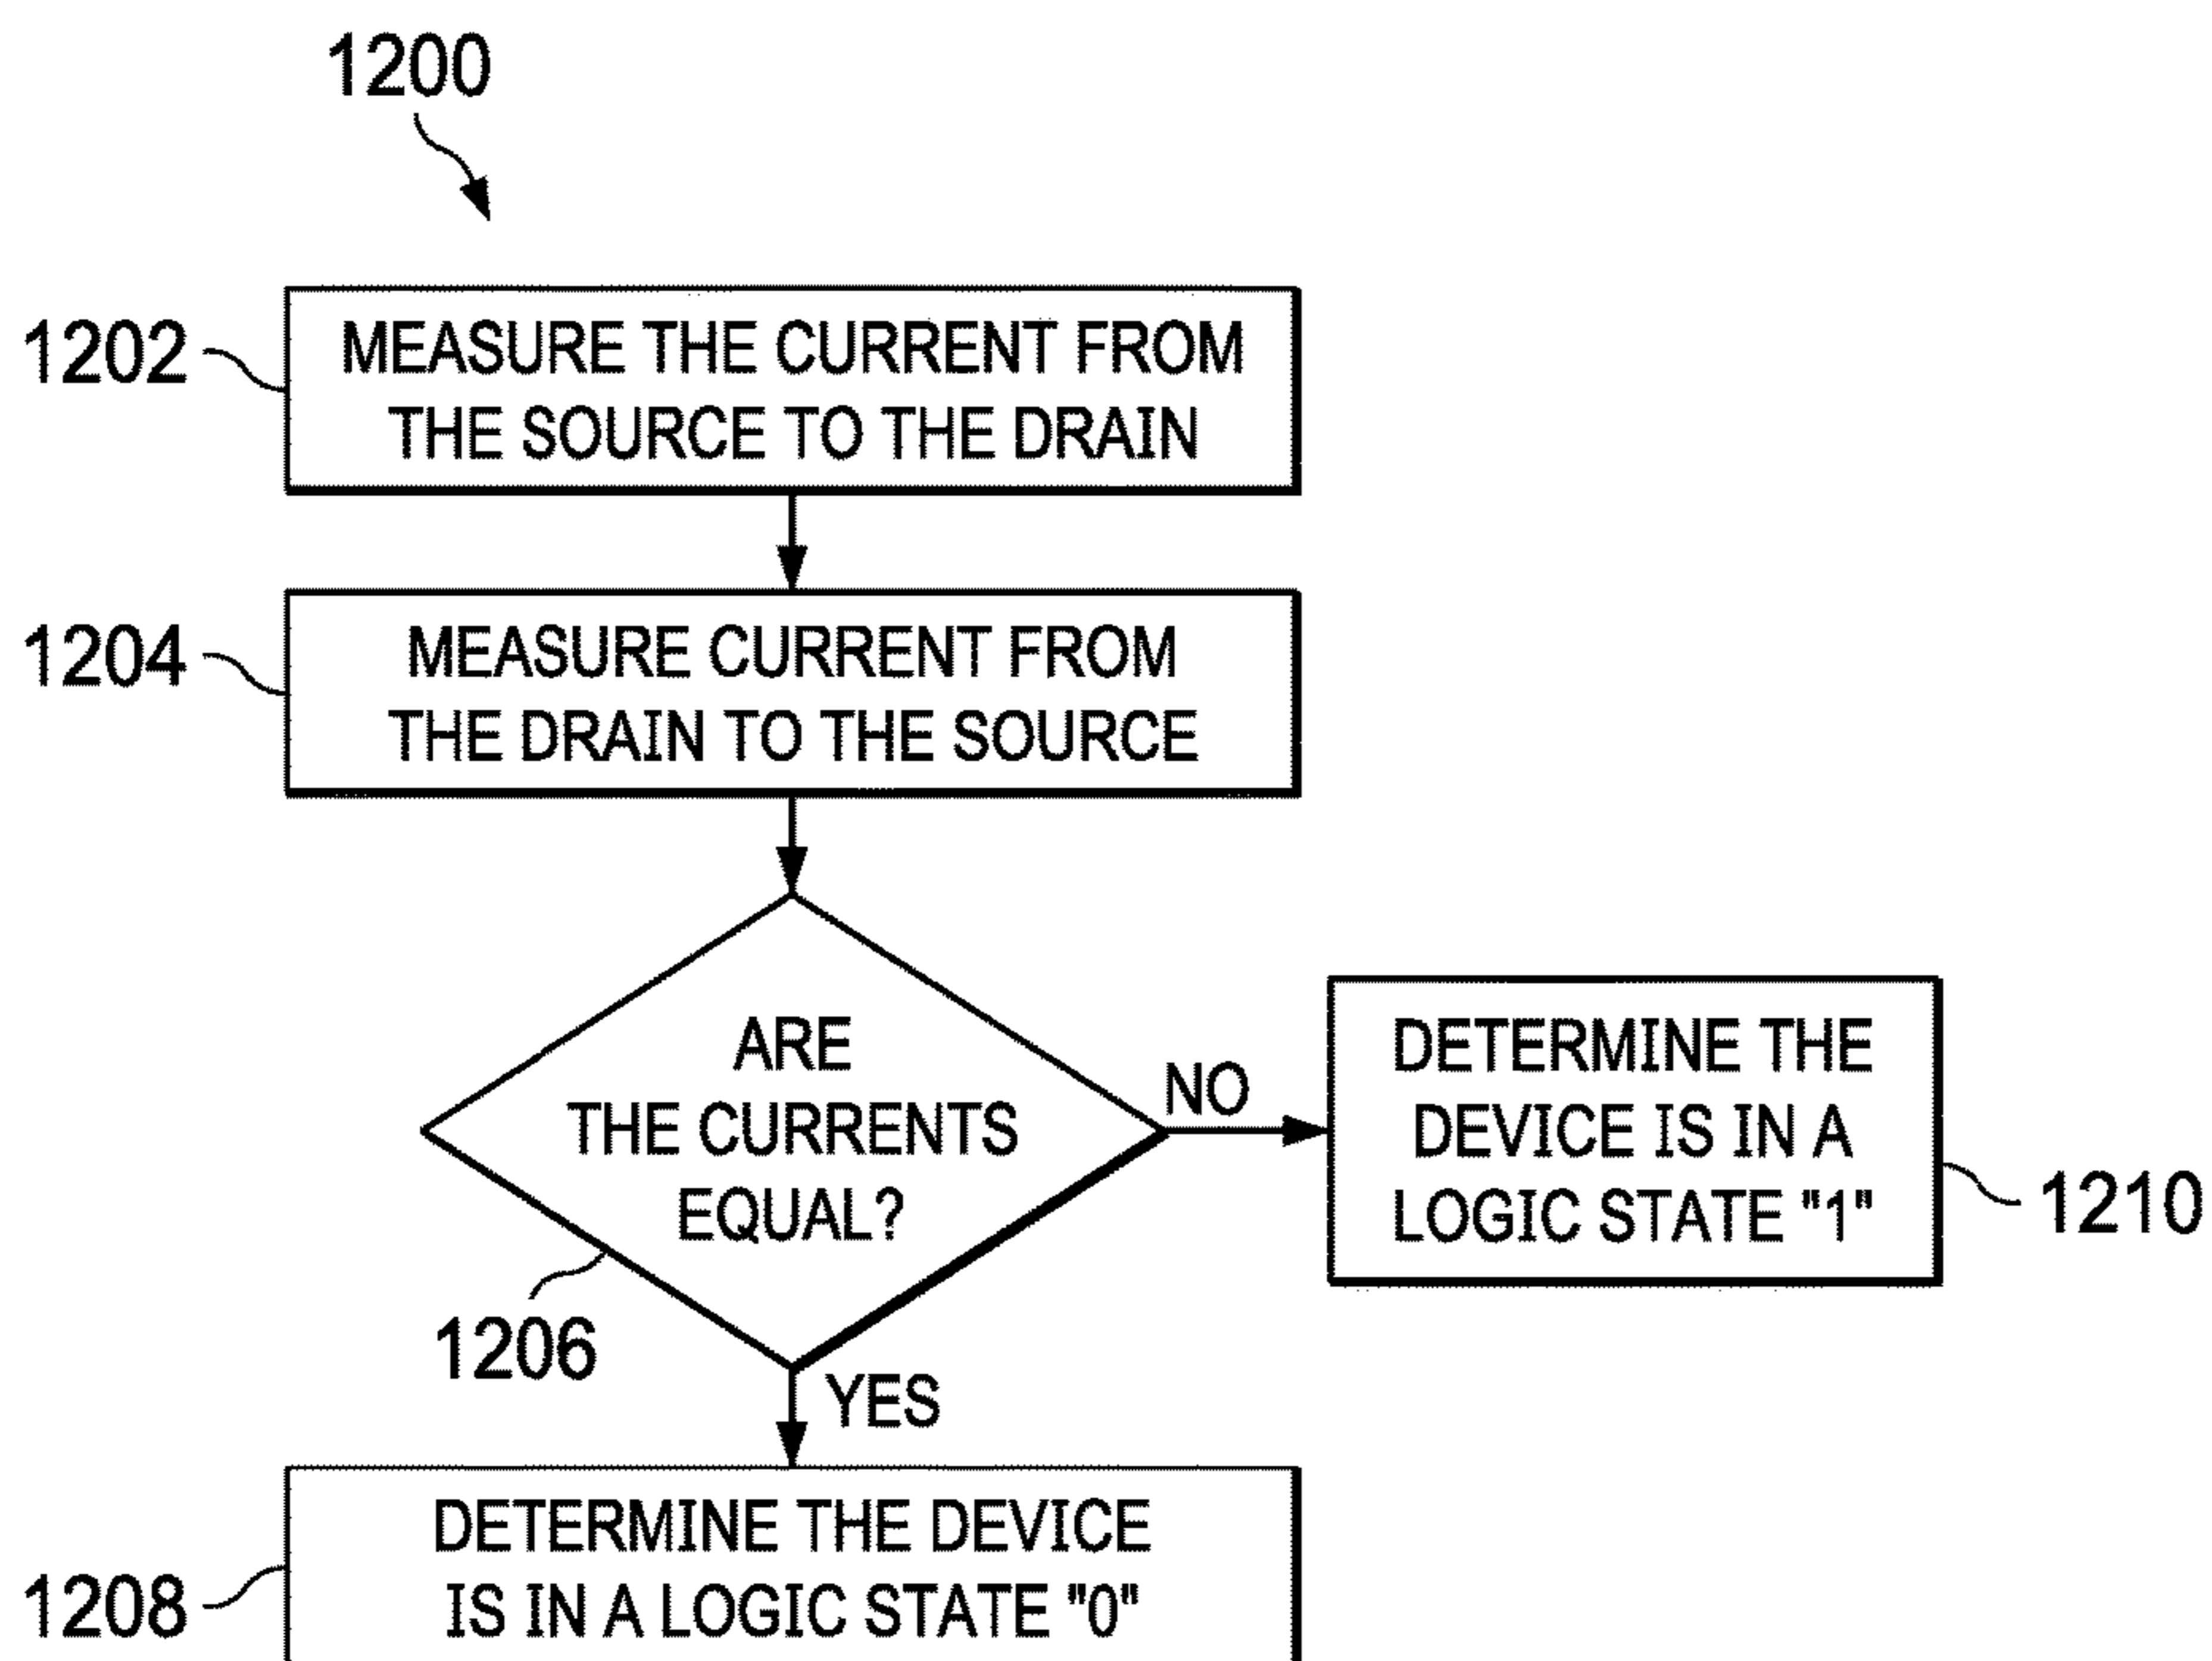 1200
1202
MEASURE THE CURRENT FROM
THE SOURCE TO THE DRAIN
1204
MEASURE CURRENT FROM
THE DRAIN TO THE SOURCE
ARE
THE CURRENTS
EQUAL?
1206
NO
DETERMINE THE
DEVICE IS IN A
LOGIC STATE "1"
1210
YES
1208
DETERMINE THE DEVICE
IS IN A LOGIC STATE "0"